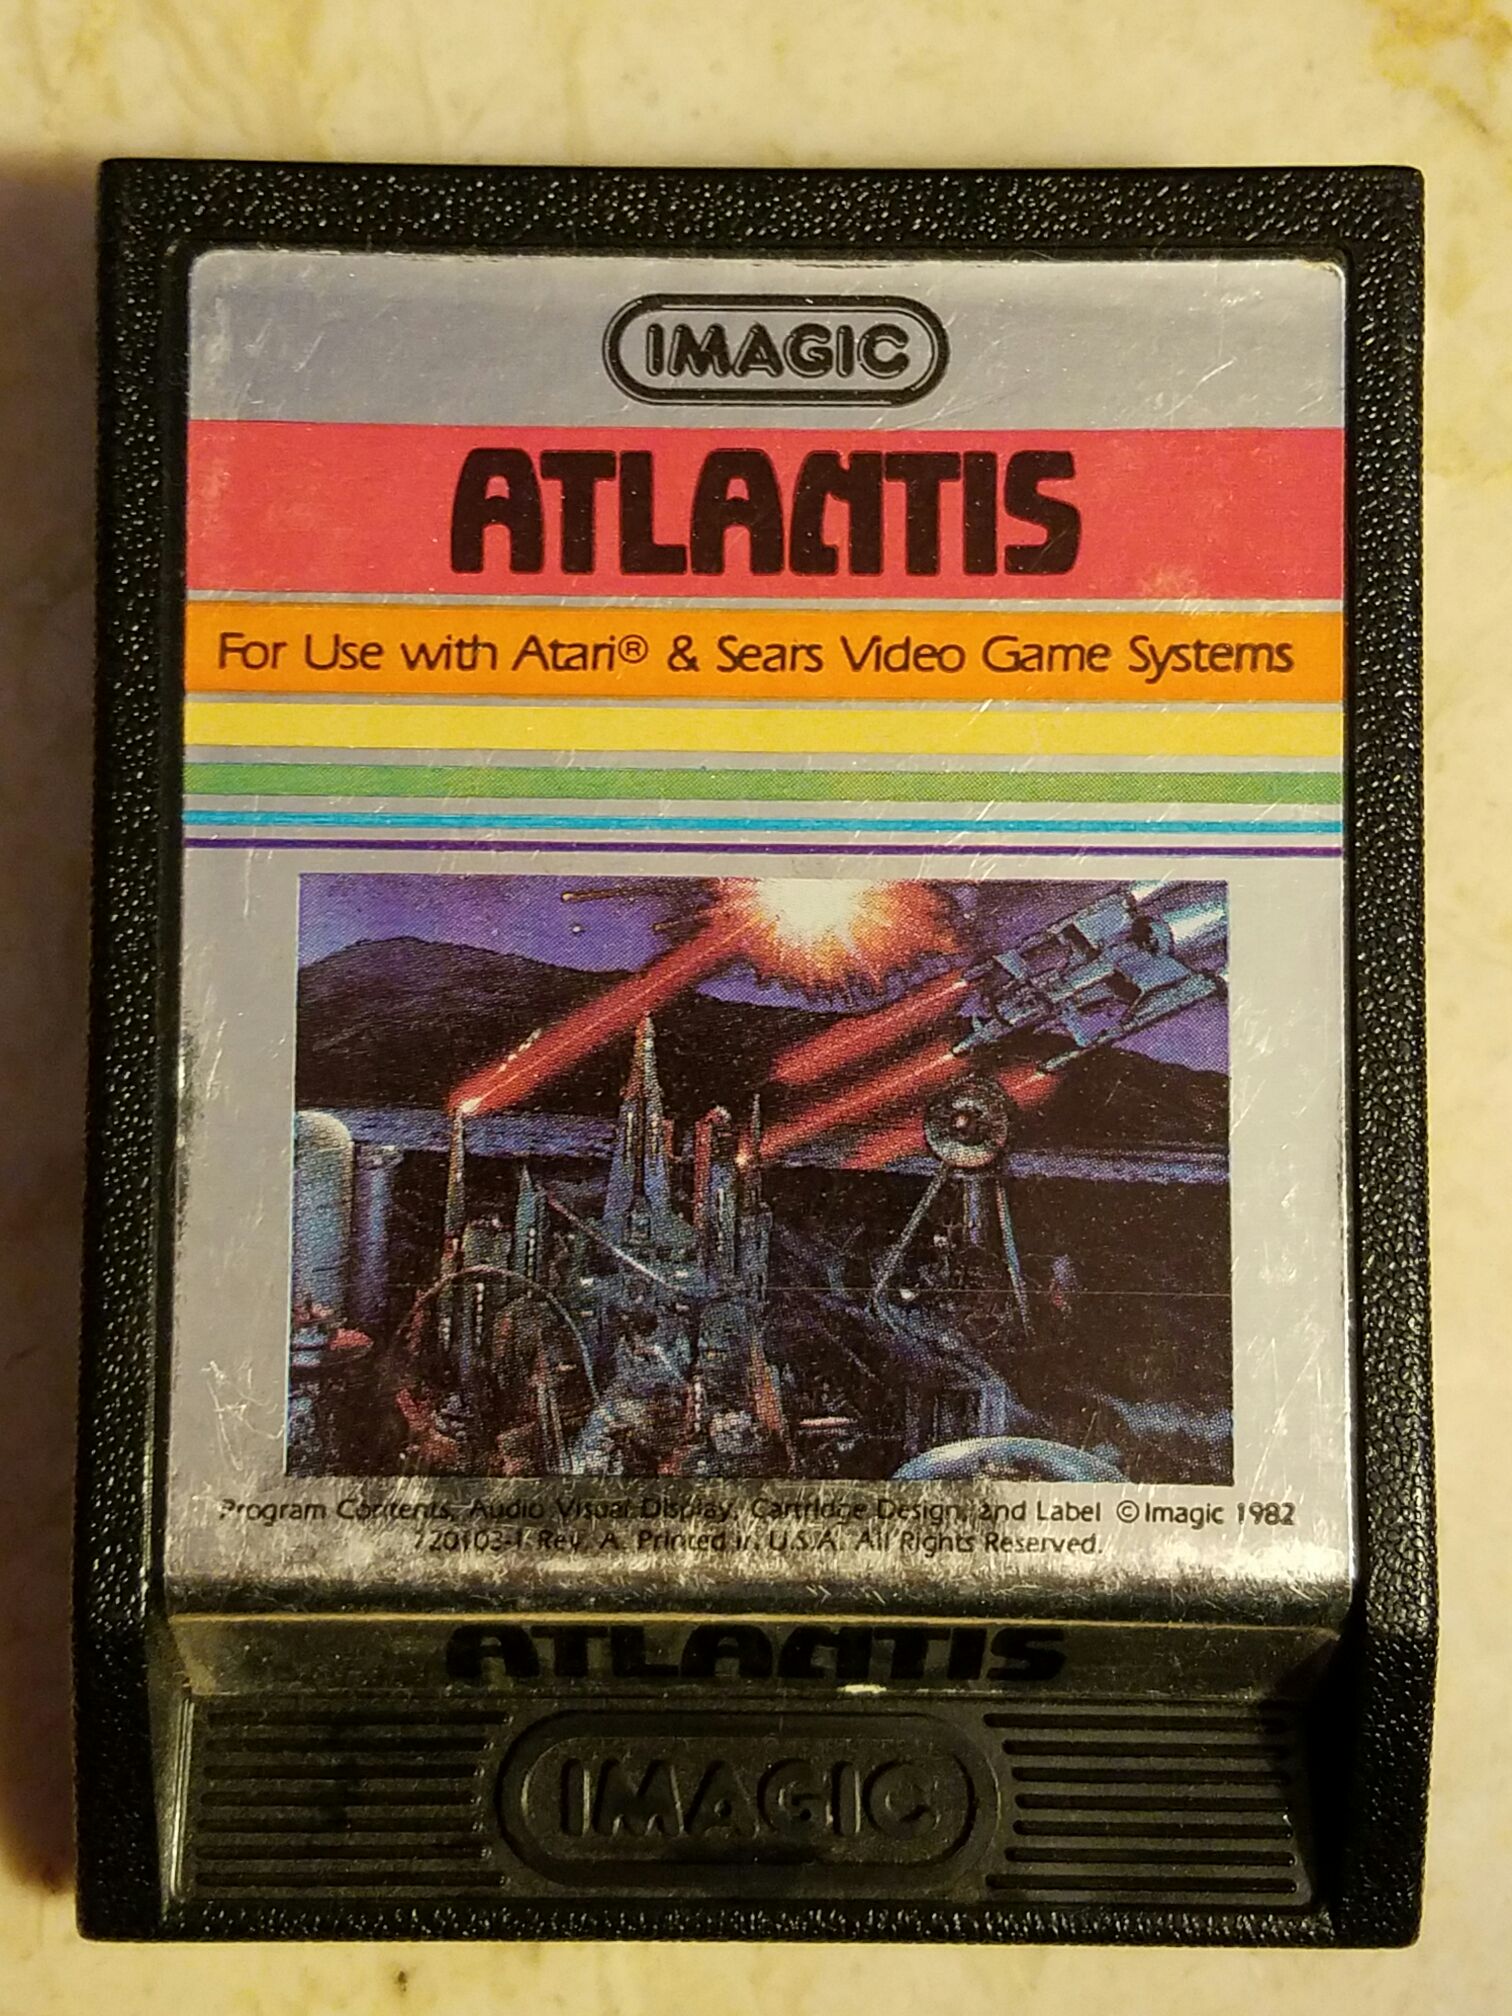 IMAGIC
ATLANTIS
For Use with Atari® & Sears Video Game Systems
Program Contents, Audio Visual Display, Cartridge Design, and Label © Imagic 1982
720103-1 Rev. A. Printed in U.S.A. All Rights Reserved.
ATLANTIS
IMAGIC